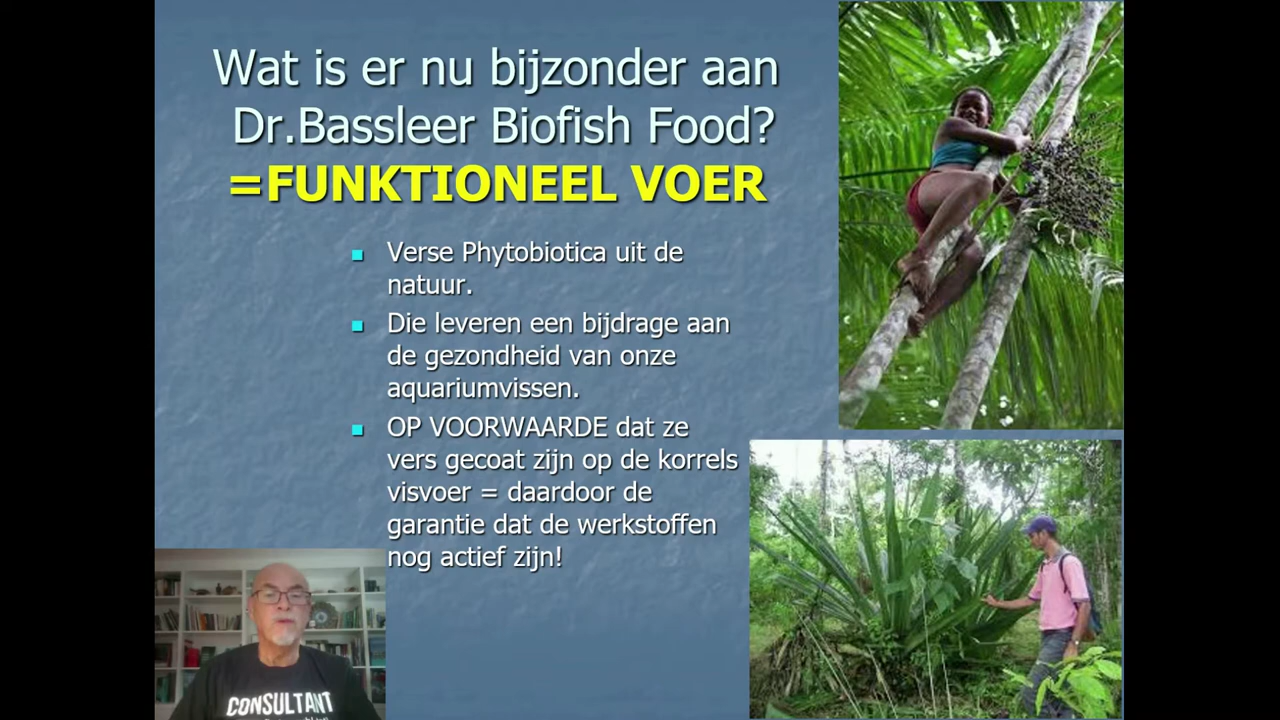 Wat is er nu bijzonder aan
Dr.Bassleer Biofish Food?
=FUNKTIONEEL VOER
Verse Phytobiotica uit de
natuur.
Die leveren een bijdrage aan
de gezondheid van onze
aquariumvissen.
OP VOORWAARDE dat ze
vers gecoat zijn op de korrels
visvoer = daardoor de
garantie dat de werkstoffen
nog actief zijn!
CONSULTANT